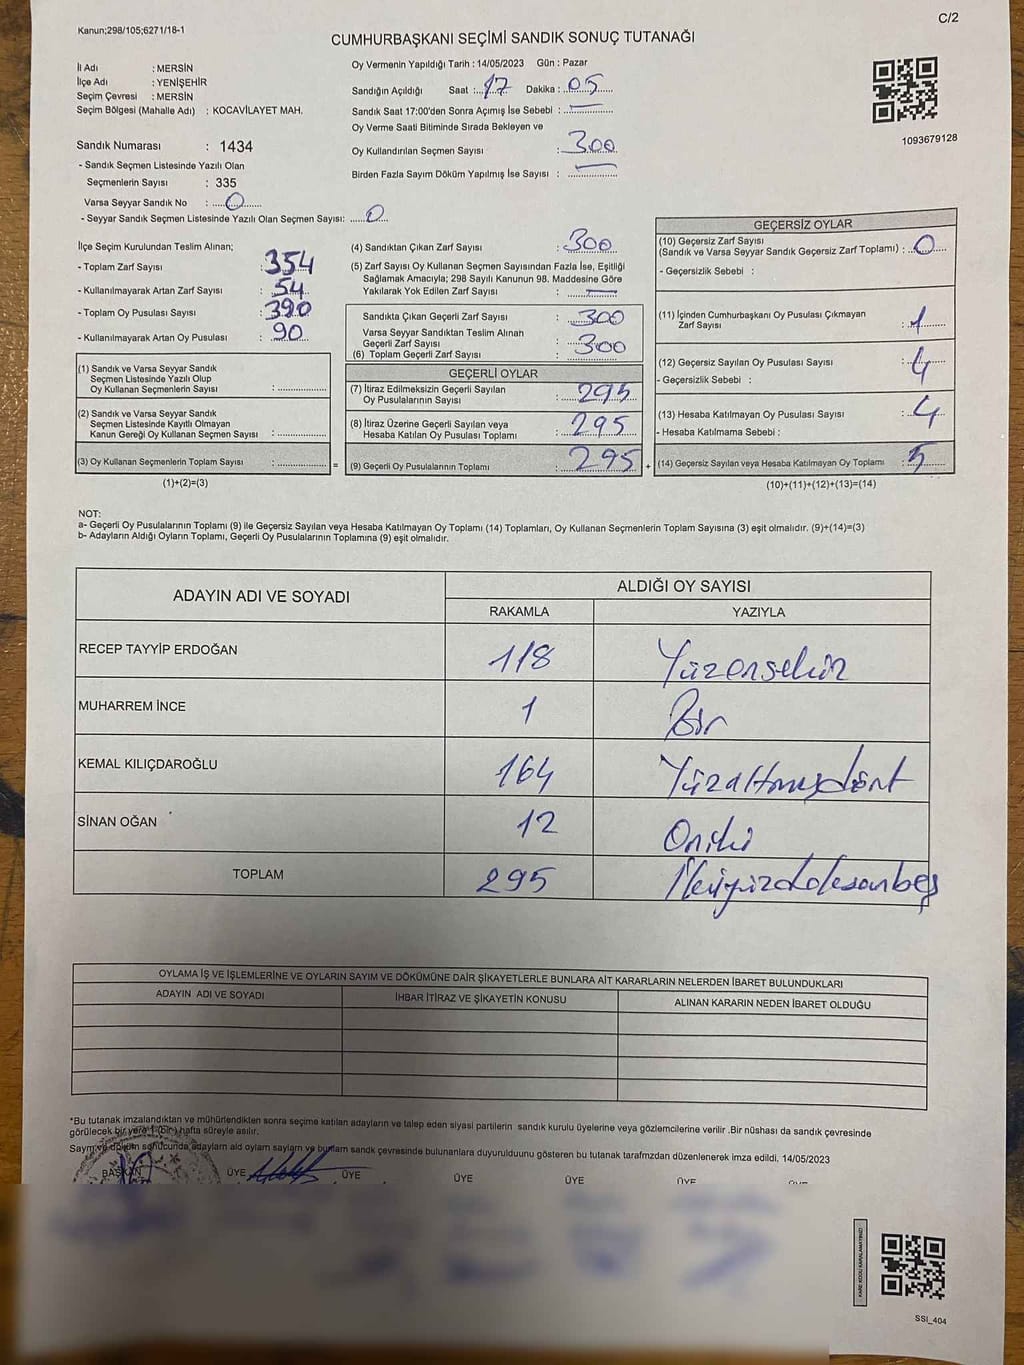 Kanun;298/105;6271/18-1
C/2
CUMHURBAŞKANI SEÇİMİ SANDIK SONUÇ TUTANAĞI
İl Adı : MERSİN
İlçe Adı : YENİŞEHİR
Seçim Çevresi : MERSİN
Seçim Bölgesi (Mahalle Adı) : KOCAVİLAYET MAH.
Sandık Numarası : 1434
- Sandık Seçmen Listesinde Yazılı Olan
Seçmenlerin Sayısı : 335
Varsa Seyyar Sandık No : 0
- Seyyar Sandık Seçmen Listesinde Yazılı Olan Seçmen Sayısı: 0
Oy Vermenin Yapıldığı Tarih : 14/05/2023 Gün : Pazar
Sandığın Açıldığı Saat : 17 Dakika : 05
Sandık Saat 17:00'den Sonra Açımış İse Sebebi : —
Oy Verme Saati Bitiminde Sırada Bekleyen ve
Oy Kullandırılan Seçmen Sayısı : 300
Birden Fazla Sayım Döküm Yapılmış İse Sayısı : —
1093679128
İlçe Seçim Kurulundan Teslim Alınan;
- Toplam Zarf Sayısı : 354
- Kullanılmayarak Artan Zarf Sayısı : 54
- Toplam Oy Pusulası Sayısı : 390
- Kullanılmayarak Artan Oy Pusulası : 90
(1) Sandık ve Varsa Seyyar Sandık
Seçmen Listesinde Yazılı Olup
Oy Kullanan Seçmenlerin Sayısı :
(2) Sandık ve Varsa Seyyar Sandık
Seçmen Listesinde Kayıtlı Olmayan
Kanun Gereği Oy Kullanan Seçmen Sayısı :
(3) Oy Kullanan Seçmenlerin Toplam Sayısı : =
(1)+(2)=(3)
(4) Sandıktan Çıkan Zarf Sayısı : 300
(5) Zarf Sayısı Oy Kullanan Seçmen Sayısından Fazla İse, Eşitliği
Sağlamak Amacıyla; 298 Sayılı Kanunun 98. Maddesine Göre
Yakılarak Yok Edilen Zarf Sayısı : —
Sandıkta Çıkan Geçerli Zarf Sayısı : 300
Varsa Seyyar Sandıktan Teslim Alınan
Geçerli Zarf Sayısı :
(6) Toplam Geçerli Zarf Sayısı : 300
GEÇERLİ OYLAR
(7) İtiraz Edilmeksizin Geçerli Sayılan
Oy Pusulalarının Sayısı : 295
(8) İtiraz Üzerine Geçerli Sayılan veya
Hesaba Katılan Oy Pusulası Toplamı : 295
(9) Geçerli Oy Pusulalarının Toplamı : 295 +
GEÇERSİZ OYLAR
(10) Geçersiz Zarf Sayısı
(Sandık ve Varsa Seyyar Sandık Geçersiz Zarf Toplamı) : 0
- Geçersizlik Sebebi :
(11) İçinden Cumhurbaşkanı Oy Pusulası Çıkmayan
Zarf Sayısı : 1
(12) Geçersiz Sayılan Oy Pusulası Sayısı : 4
- Geçersizlik Sebebi :
(13) Hesaba Katılmayan Oy Pusulası Sayısı : 4
- Hesaba Katılmama Sebebi :
(14) Geçersiz Sayılan veya Hesaba Katılmayan Oy Toplamı : 5
(10)+(11)+(12)+(13)=(14)
NOT:
a- Geçerli Oy Pusulalarının Toplamı (9) ile Geçersiz Sayılan veya Hesaba Katılmayan Oy Toplamı (14) Toplamları, Oy Kullanan Seçmenlerin Toplam Sayısına (3) eşit olmalıdır. (9)+(14)=(3)
b- Adayların Aldığı Oyların Toplamı, Geçerli Oy Pusulalarının Toplamına (9) eşit olmalıdır.
ADAYIN ADI VE SOYADI
ALDIĞI OY SAYISI
RAKAMLA YAZIYLA
RECEP TAYYİP ERDOĞAN 118 Yüzonsekiz
MUHARREM İNCE 1 Bir
KEMAL KILIÇDAROĞLU 164 Yüzaltmışdört
SİNAN OĞAN 12 Oniki
TOPLAM 295 İkiyüzdoksanbeş
OYLAMA İŞ VE İŞLEMLERİNE VE OYLARIN SAYIM VE DÖKÜMÜNE DAİR ŞİKAYETLERLE BUNLARA AİT KARARLARIN NELERDEN İBARET BULUNDUKLARI
ADAYIN ADI VE SOYADI İHBAR İTİRAZ VE ŞİKAYETİN KONUSU ALINAN KARARIN NEDEN İBARET OLDUĞU
*Bu tutanak imzalandıktan ve mühürlendikten sonra seçime katılan adayların ve talep eden siyasi partilerin sandık kurulu üyelerine veya gözlemcilerine verilir .Bir nüshası da sandık çevresinde
görülecek bir yere 1 (bir) hafta süreyle asılır.
Sayım ve döküm sonucunda adayların ald oyların sayların ve bunların sandk çevresinde bulunanlara duyurulduunu gösteren bu tutanak tarafmzdan düzenlenerek imza edildi. 14/05/2023
BAŞKAN ÜYE ÜYE ÜYE ÜYE ÜYE
KARE KODU KARALAMAYINIZ!
SSI_404